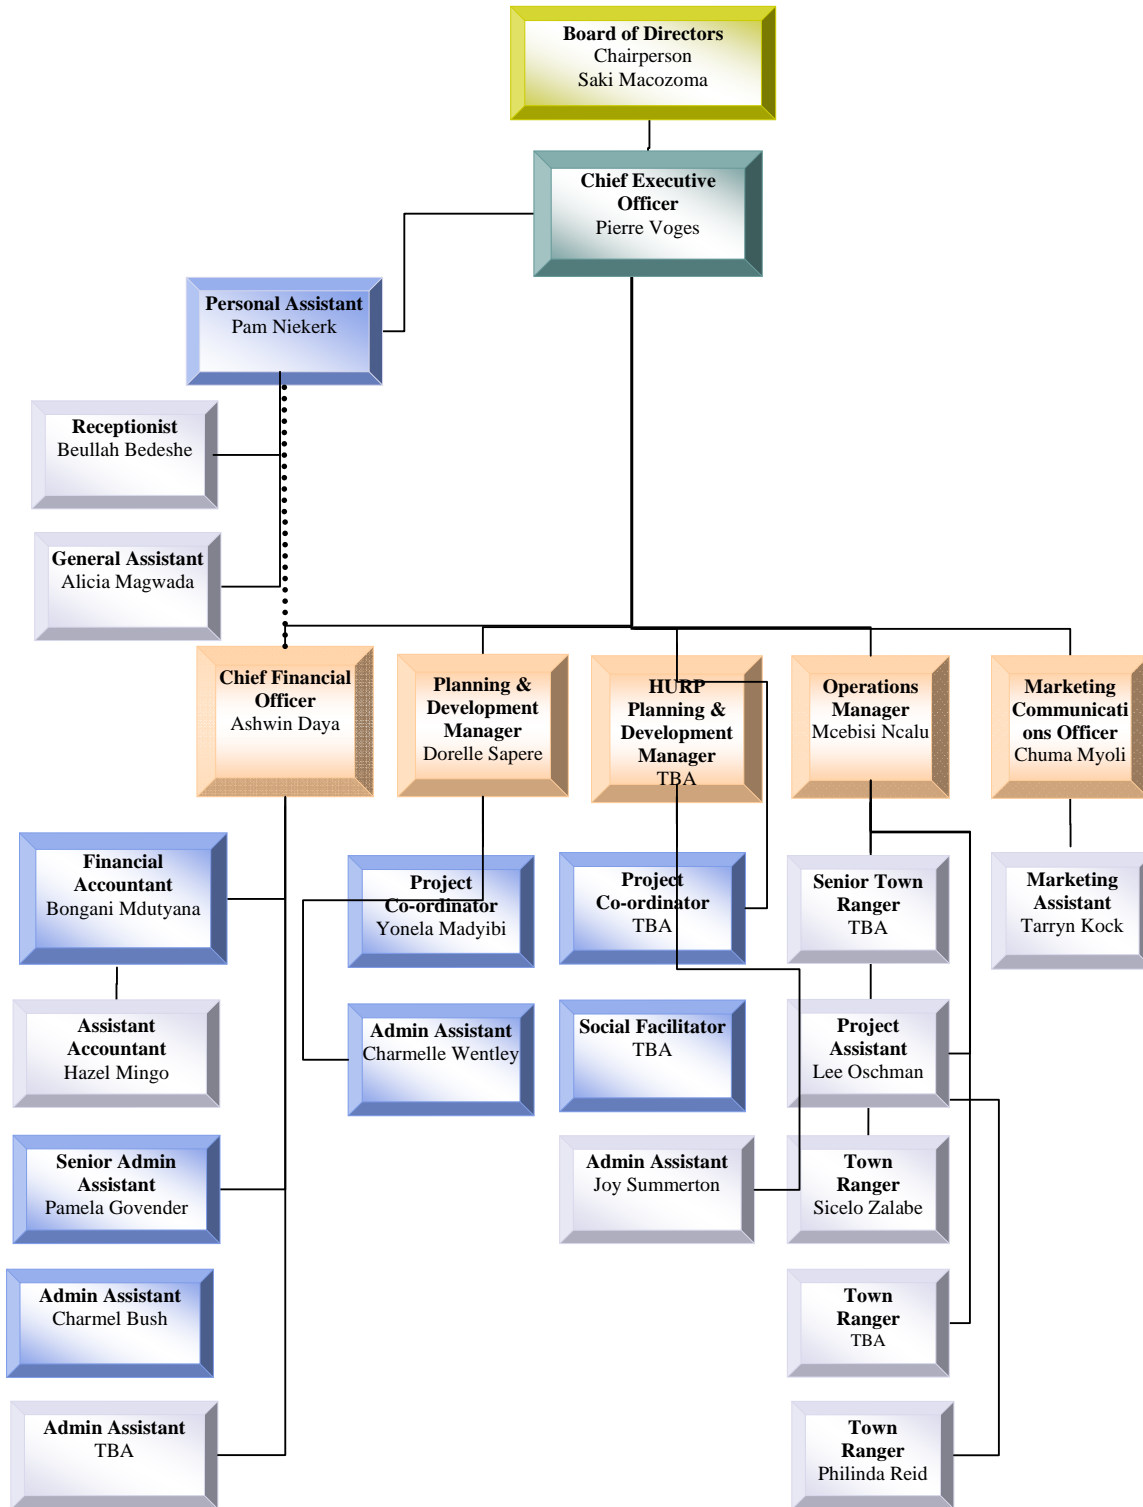 Board of Directors
Chairperson
Saki Macozoma
Chief Executive
Officer
Pierre Voges
Personal Assistant
Pam Niekerk
Receptionist
Beullah Bedeshe
General Assistant
Alicia Magwada
Chief Financial
Officer
Ashwin Daya
Planning &
Development
Manager
Dorelle Sapere
HURP
Planning &
Development
Manager
TBA
Operations
Manager
Mcebisi Ncalu
Marketing
Communicati
ons Officer
Chuma Myoli
Financial
Accountant
Bongani Mdutyana
Project
Co-ordinator
Yonela Madyibi
Project
Co-ordinator
TBA
Senior Town
Ranger
TBA
Marketing
Assistant
Tarryn Kock
Assistant
Accountant
Hazel Mingo
Admin Assistant
Charmelle Wentley
Social Facilitator
TBA
Project
Assistant
Lee Oschman
Senior Admin
Assistant
Pamela Govender
Admin Assistant
Joy Summerton
Town
Ranger
Sicelo Zalabe
Admin Assistant
Charmel Bush
Town
Ranger
TBA
Admin Assistant
TBA
Town
Ranger
Philinda Reid